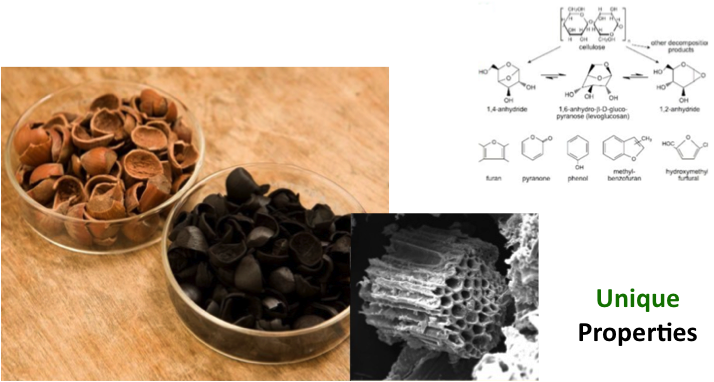 cellulose
other decomposition
products
1,4-anhydride
1,6-anhydro-β-D-gluco-
pyranose (levoglucosan)
1,2-anhydride
furan
pyranone
phenol
methyl-
benzofuran
hydroxymethyl
furfural
Unique
Properties